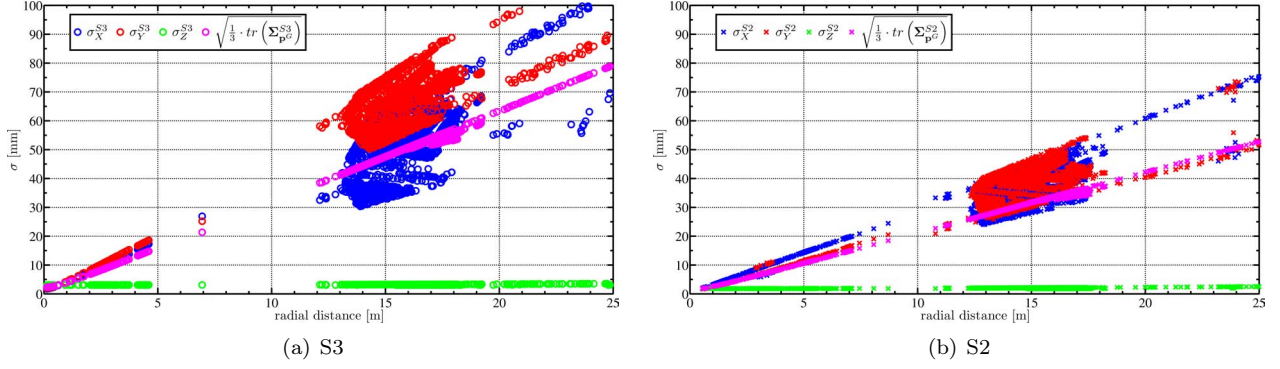 σ_X^{S3} σ_Y^{S3} σ_Z^{S3} √(1/3 · tr(Σ_{p^G}^{S3}))
100
90
80
70
60
50
40
30
20
10
0
σ [mm]
0 5 10 15 20 25
radial distance [m]
(a) S3
σ_X^{S2} σ_Y^{S2} σ_Z^{S2} √(1/3 · tr(Σ_{p^G}^{S2}))
100
90
80
70
60
50
40
30
20
10
0
σ [mm]
0 5 10 15 20 25
radial distance [m]
(b) S2